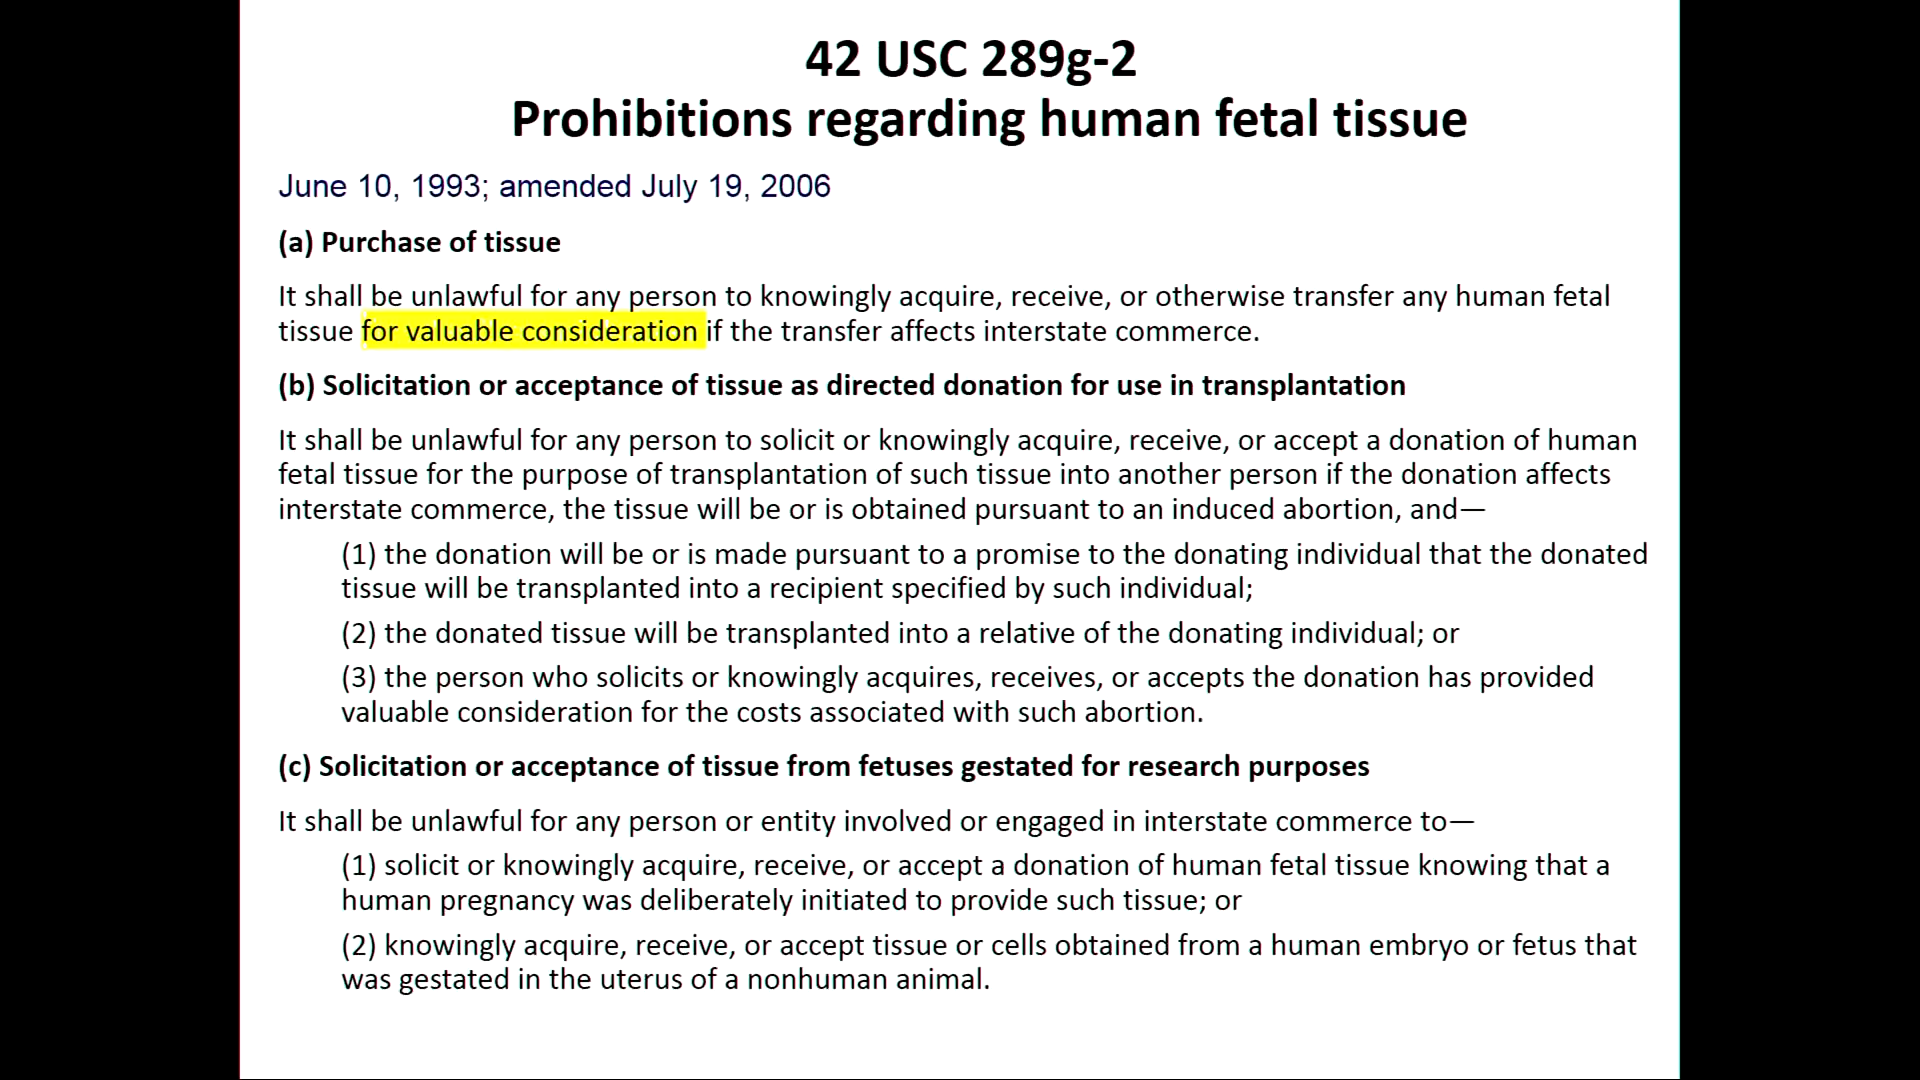 42 USC 289g-2
Prohibitions regarding human fetal tissue
June 10, 1993; amended July 19, 2006
(a) Purchase of tissue
It shall be unlawful for any person to knowingly acquire, receive, or otherwise transfer any human fetal
tissue for valuable consideration if the transfer affects interstate commerce.
(b) Solicitation or acceptance of tissue as directed donation for use in transplantation
It shall be unlawful for any person to solicit or knowingly acquire, receive, or accept a donation of human
fetal tissue for the purpose of transplantation of such tissue into another person if the donation affects
interstate commerce, the tissue will be or is obtained pursuant to an induced abortion, and—
(1) the donation will be or is made pursuant to a promise to the donating individual that the donated
tissue will be transplanted into a recipient specified by such individual;
(2) the donated tissue will be transplanted into a relative of the donating individual; or
(3) the person who solicits or knowingly acquires, receives, or accepts the donation has provided
valuable consideration for the costs associated with such abortion.
(c) Solicitation or acceptance of tissue from fetuses gestated for research purposes
It shall be unlawful for any person or entity involved or engaged in interstate commerce to—
(1) solicit or knowingly acquire, receive, or accept a donation of human fetal tissue knowing that a
human pregnancy was deliberately initiated to provide such tissue; or
(2) knowingly acquire, receive, or accept tissue or cells obtained from a human embryo or fetus that
was gestated in the uterus of a nonhuman animal.